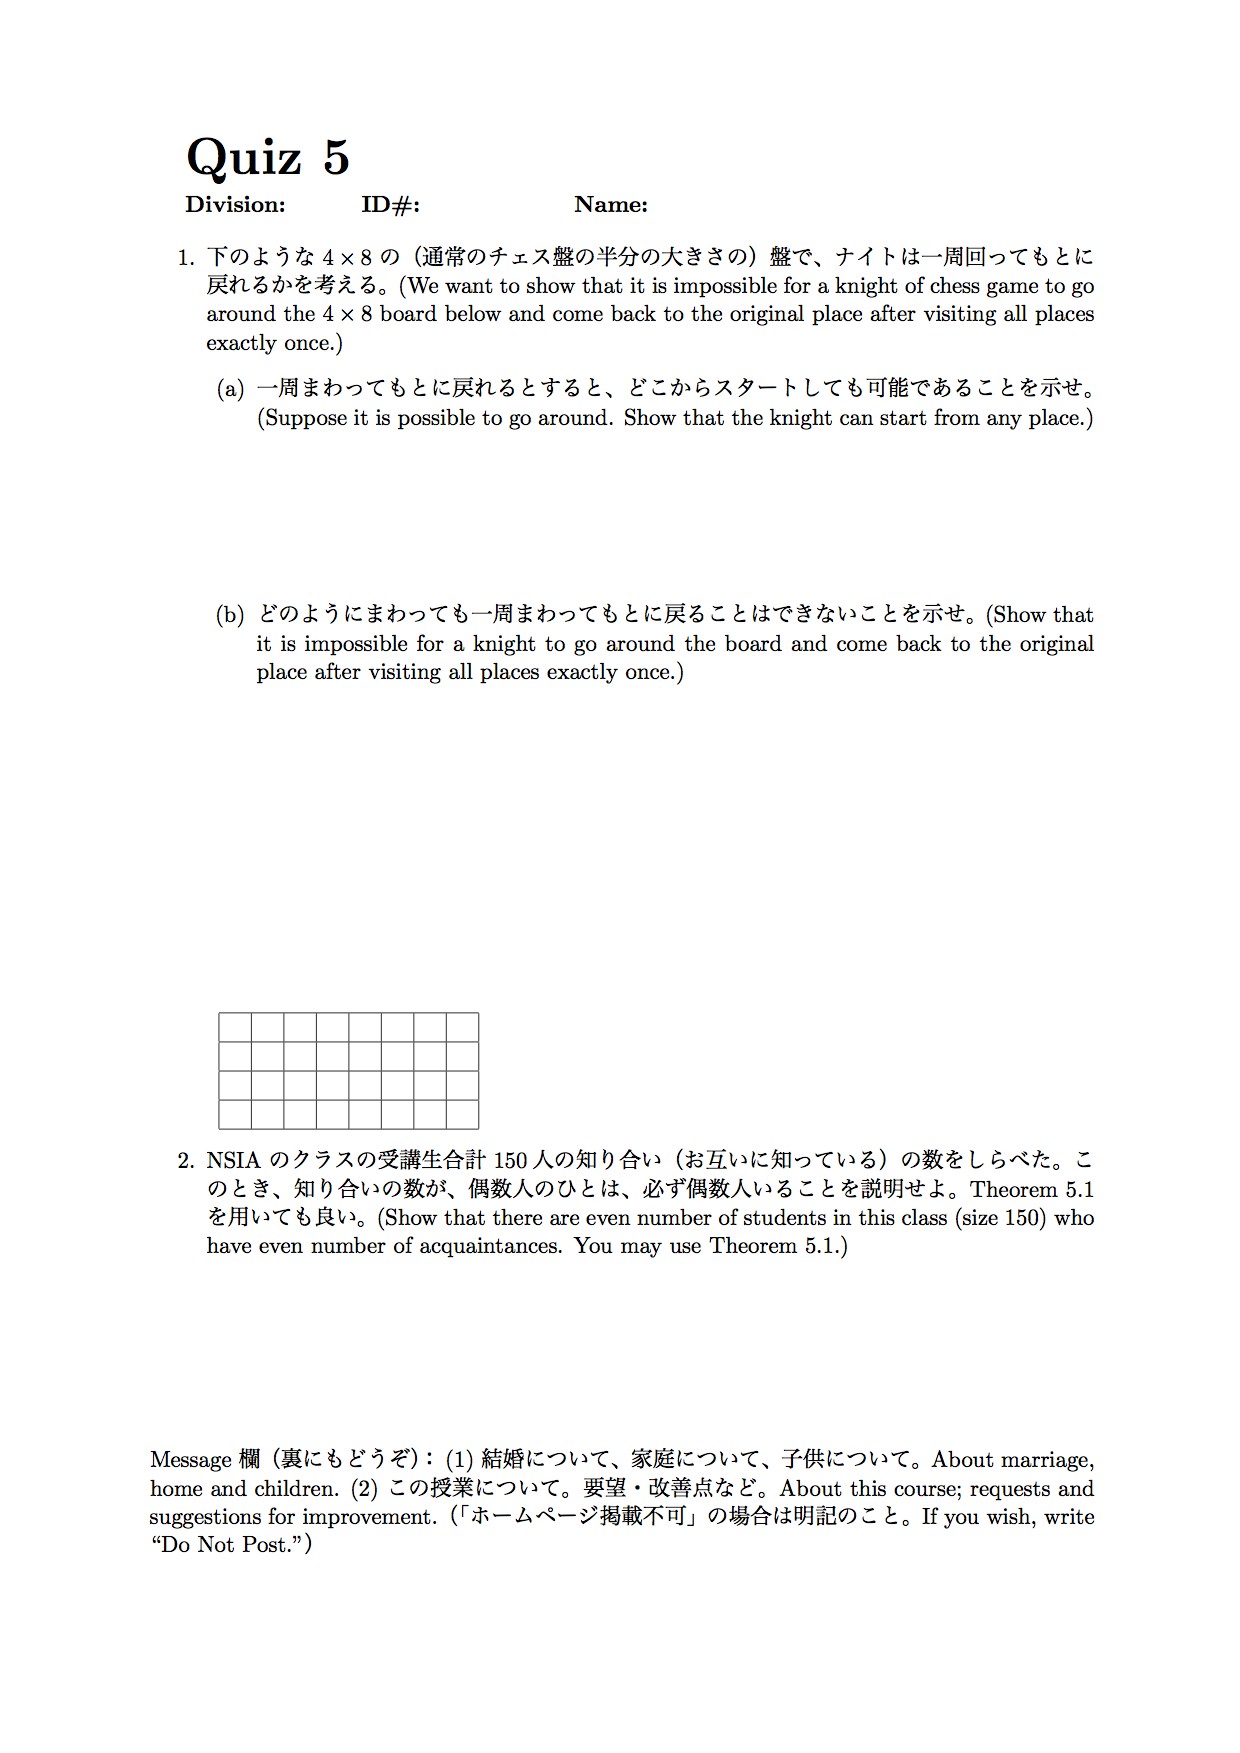 Quiz 5
Division: ID#: Name:
1. 下のような 4 × 8 の（通常のチェス盤の半分の大きさの）盤で、ナイトは一周回ってもとに
戻れるかを考える。(We want to show that it is impossible for a knight of chess game to go
around the 4 × 8 board below and come back to the original place after visiting all places
exactly once.)
(a) 一周まわってもとに戻れるとすると、どこからスタートしても可能であることを示せ。
(Suppose it is possible to go around. Show that the knight can start from any place.)
(b) どのようにまわっても一周まわってもとに戻ることはできないことを示せ。(Show that
it is impossible for a knight to go around the board and come back to the original
place after visiting all places exactly once.)
2. NSIA のクラスの受講生合計 150 人の知り合い（お互いに知っている）の数をしらべた。こ
のとき、知り合いの数が、偶数人のひとは、必ず偶数人いることを説明せよ。Theorem 5.1
を用いても良い。(Show that there are even number of students in this class (size 150) who
have even number of acquaintances. You may use Theorem 5.1.)
Message 欄（裏にもどうぞ）：(1) 結婚について、家庭について、子供について。About marriage,
home and children. (2) この授業について。要望・改善点など。About this course; requests and
suggestions for improvement.（「ホームページ掲載不可」の場合は明記のこと。If you wish, write
“Do Not Post.”）